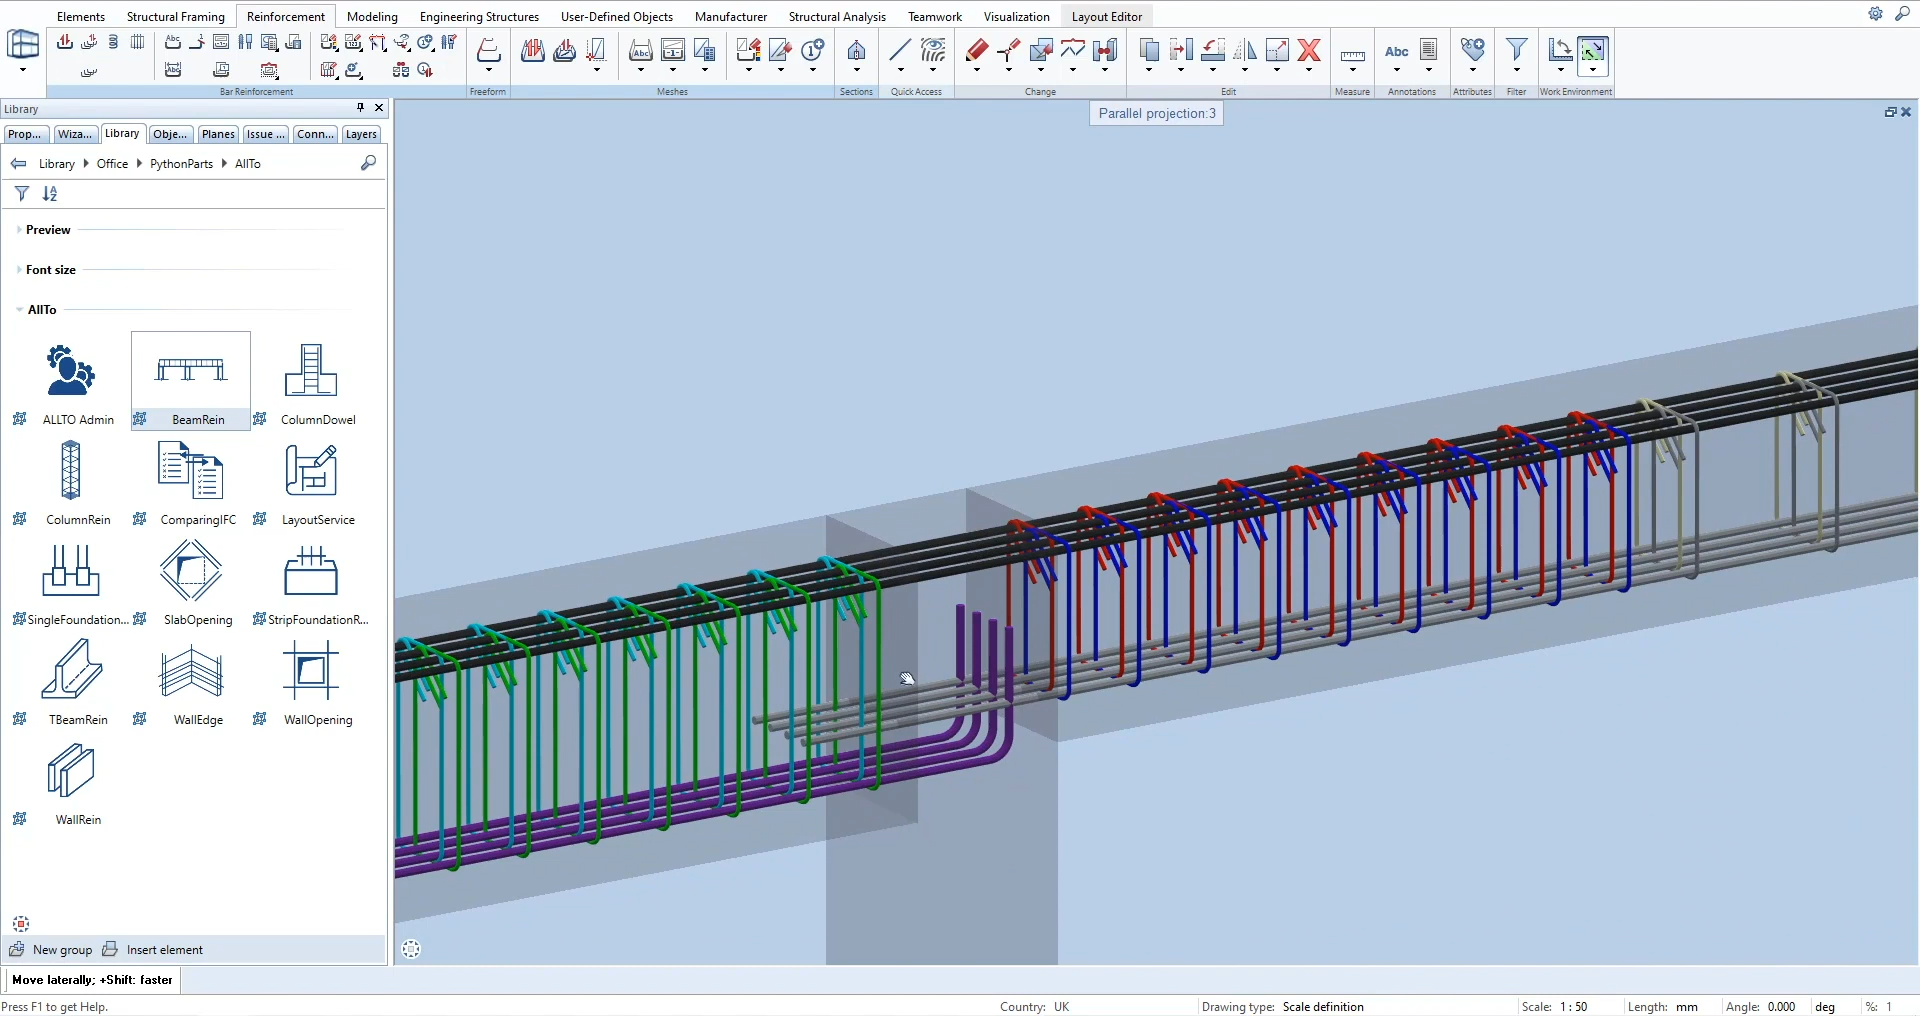 Elements Structural Framing Reinforcement Modeling Engineering Structures User-Defined Objects Manufacturer Structural Analysis Teamwork Visualization Layout Editor
Bar Reinforcement Freeform Meshes Sections Quick Access Change Edit Measure Annotations Attributes Filter Work Environment
Abc
Abc
Library
Parallel projection:3
Prop... Wiza... Library Obje... Planes Issue ... Conn... Layers
Library Office PythonParts AllTo
Preview
Font size
AllTo
ALLTO Admin BeamRein ColumnDowel
ColumnRein ComparingIFC LayoutService
SingleFoundation... SlabOpening StripFoundationR...
TBeamRein WallEdge WallOpening
WallRein
New group Insert element
Move laterally; +Shift: faster
Press F1 to get Help. Country: UK Drawing type: Scale definition Scale: 1 : 50 Length: mm Angle: 0.000 deg %: 1